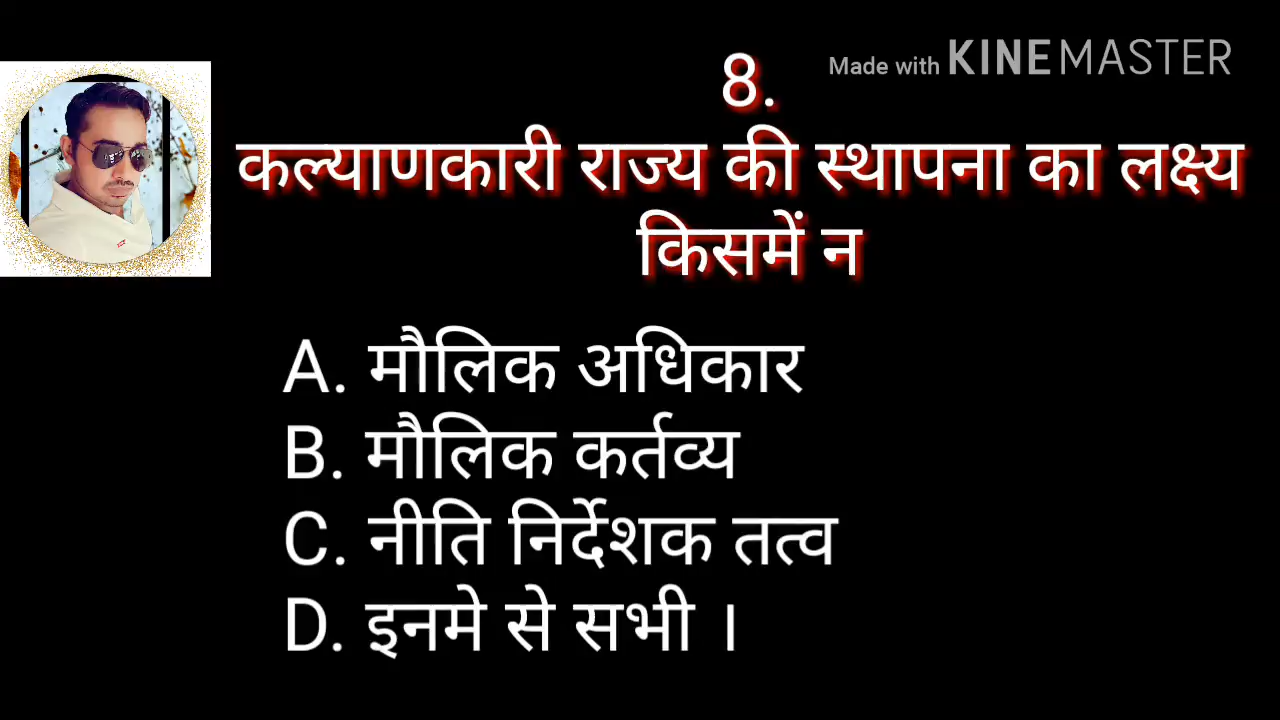 Made with KINEMASTER
8.
कल्याणकारी राज्य की स्थापना का लक्ष्य
किसमें न
A. मौलिक अधिकार
B. मौलिक कर्तव्य
C. नीति निर्देशक तत्व
D. इनमे से सभी ।